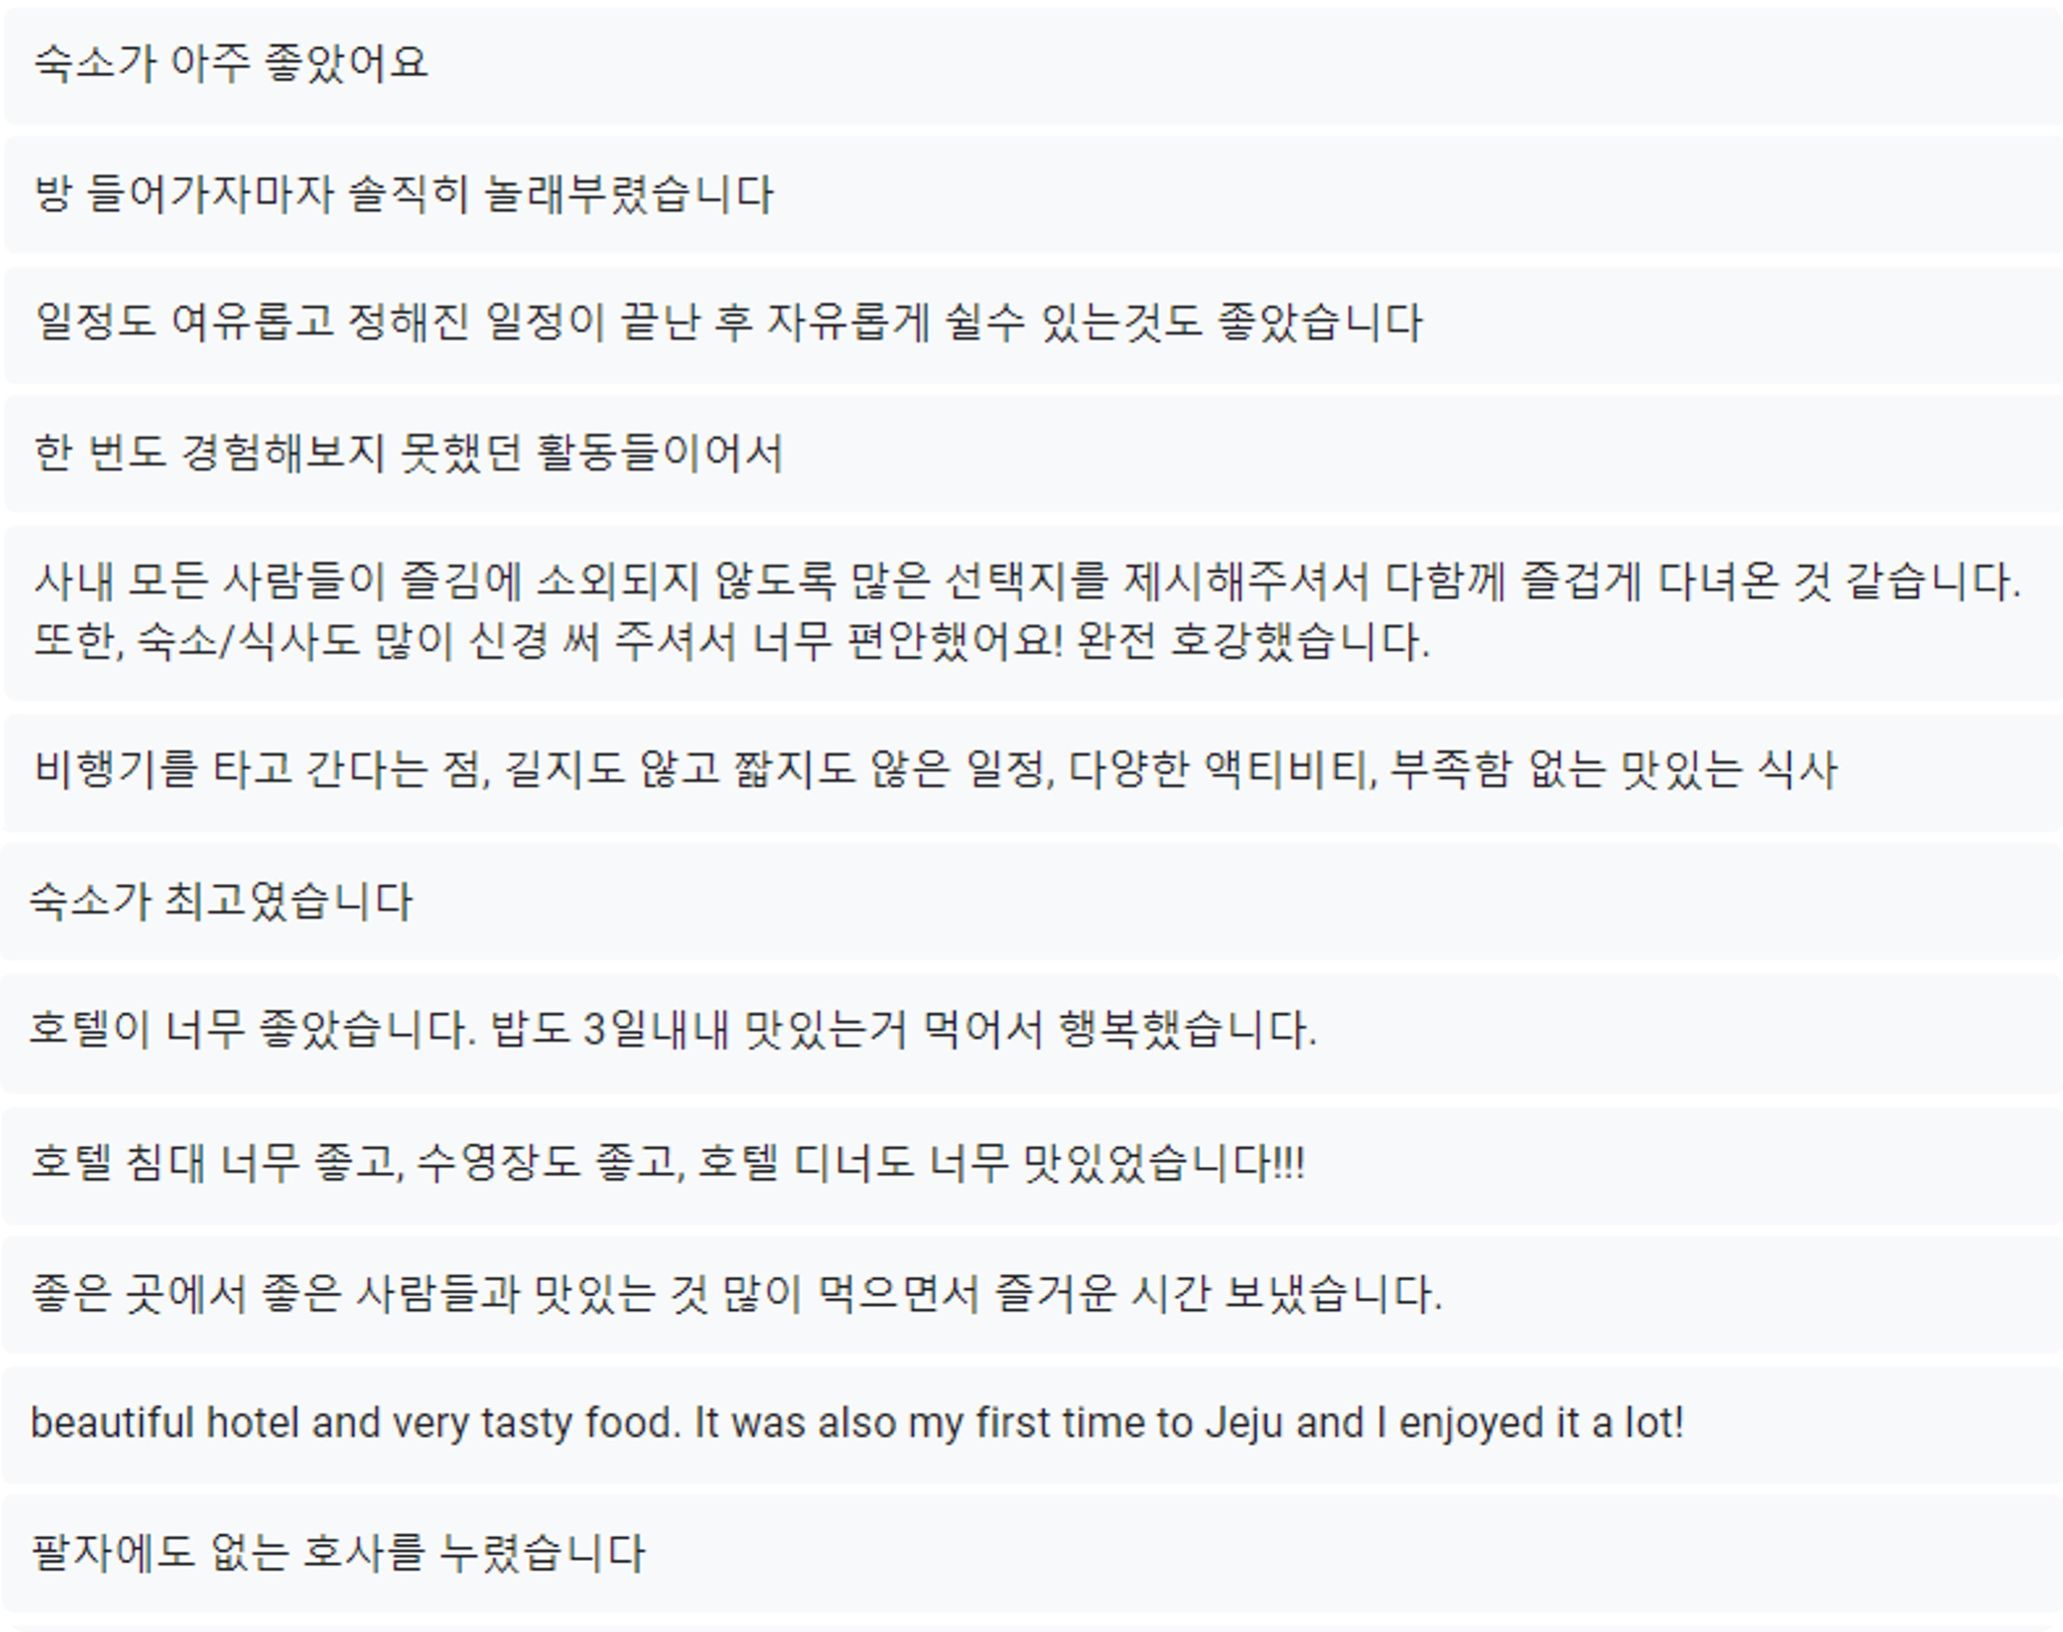 숙소가 아주 좋았어요
방 들어가자마자 솔직히 놀래부렸습니다
일정도 여유롭고 정해진 일정이 끝난 후 자유롭게 쉴수 있는것도 좋았습니다
한 번도 경험해보지 못했던 활동들이어서
사내 모든 사람들이 즐김에 소외되지 않도록 많은 선택지를 제시해주셔서 다함께 즐겁게 다녀온 것 같습니다.
또한, 숙소/식사도 많이 신경 써 주셔서 너무 편안했어요! 완전 호강했습니다.
비행기를 타고 간다는 점, 길지도 않고 짧지도 않은 일정, 다양한 액티비티, 부족함 없는 맛있는 식사
숙소가 최고였습니다
호텔이 너무 좋았습니다. 밥도 3일내내 맛있는거 먹어서 행복했습니다.
호텔 침대 너무 좋고, 수영장도 좋고, 호텔 디너도 너무 맛있었습니다!!!
좋은 곳에서 좋은 사람들과 맛있는 것 많이 먹으면서 즐거운 시간 보냈습니다.
beautiful hotel and very tasty food. It was also my first time to Jeju and I enjoyed it a lot!
팔자에도 없는 호사를 누렸습니다